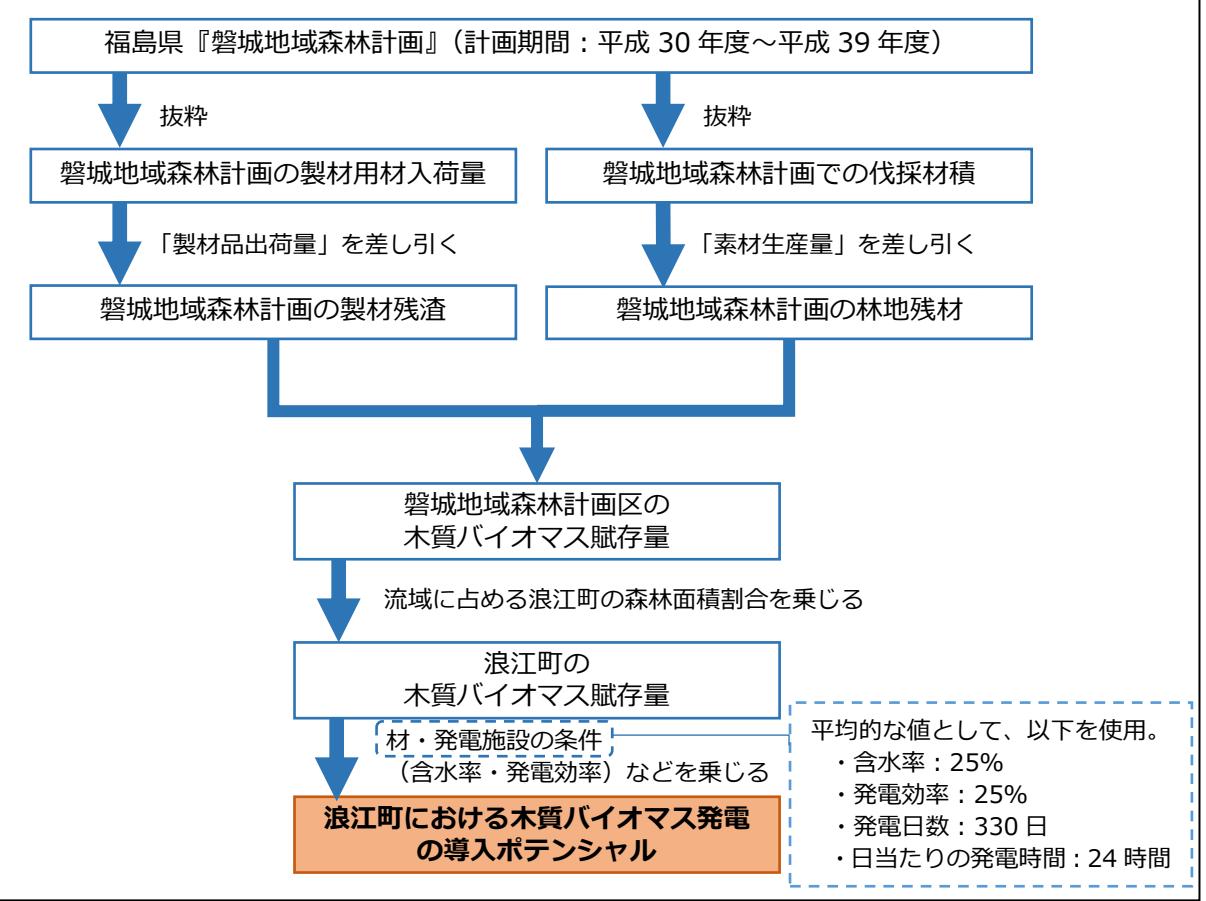 福島県『磐城地域森林計画』（計画期間：平成 30 年度～平成 39 年度）
抜粋
抜粋
磐城地域森林計画の製材用材入荷量
磐城地域森林計画での伐採材積
「製材品出荷量」を差し引く
「素材生産量」を差し引く
磐城地域森林計画の製材残渣
磐城地域森林計画の林地残材
磐城地域森林計画区の
木質バイオマス賦存量
流域に占める浪江町の森林面積割合を乗じる
浪江町の
木質バイオマス賦存量
材・発電施設の条件
（含水率・発電効率）などを乗じる
平均的な値として、以下を使用。
・含水率：25%
・発電効率：25%
・発電日数：330 日
・日当たりの発電時間：24 時間
浪江町における木質バイオマス発電
の導入ポテンシャル